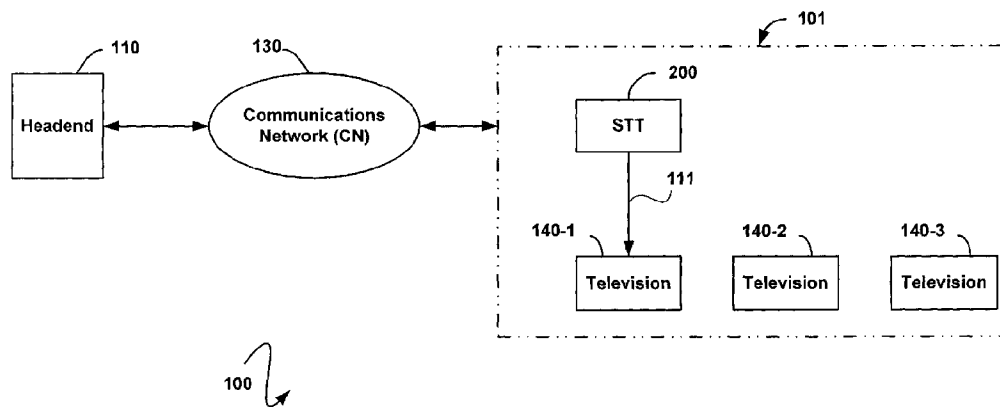 101
110
130
200
Headend
Communications
Network (CN)
STT
111
140-1
140-2
140-3
Television
Television
Television
100